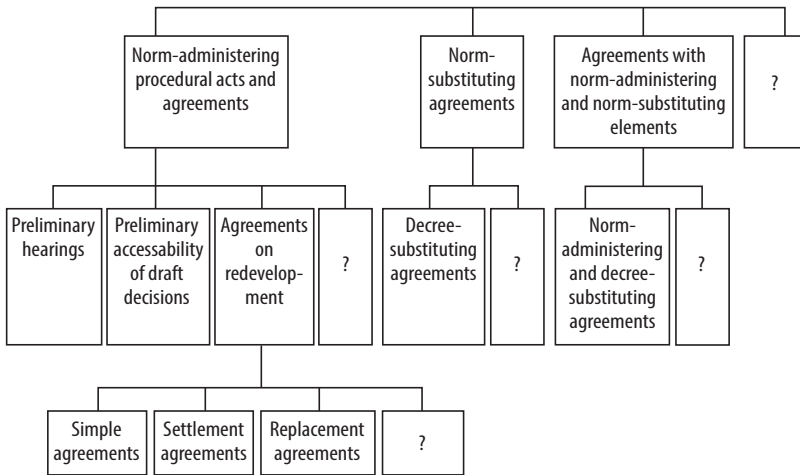 Norm-administering
procedural acts and
agreements
Norm-
substituting
agreements
Agreements with
norm-administering
and norm-substituting
elements
?
Preliminary
hearings
Preliminary
accessability
of draft
decisions
Agreements
on
redevelop-
ment
?
Decree-
substituting
agreements
?
Norm-
administering
and decree-
substituting
agreements
?
Simple
agreements
Settlement
agreements
Replacement
agreements
?